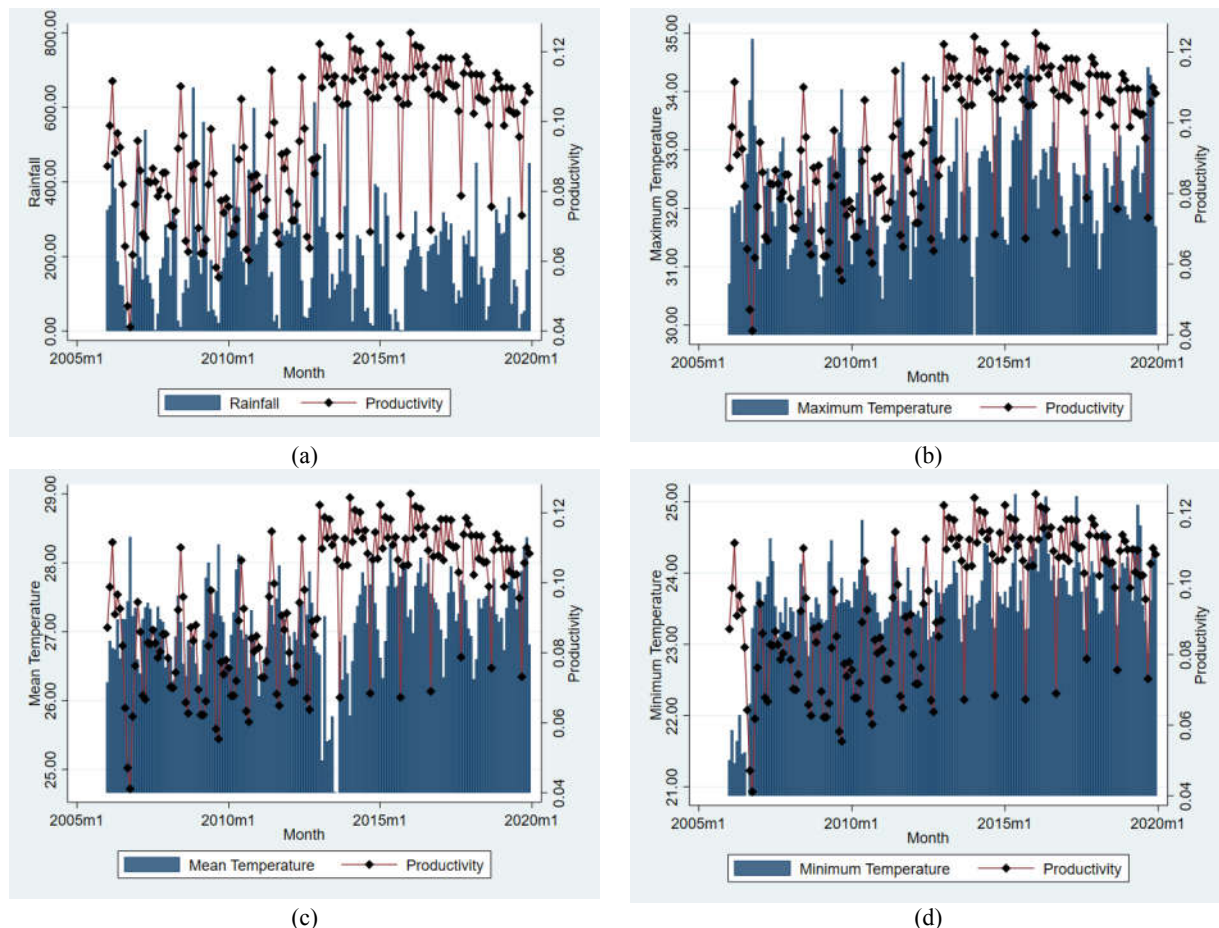 800.00
600.00
400.00
200.00
0.00
Rainfall
0.12
0.10
0.08
0.06
0.04
Productivity
2005m1 2010m1 2015m1 2020m1
Month
Rainfall Productivity
(a)
35.00
34.00
33.00
32.00
31.00
30.00
Maximum Temperature
0.12
0.10
0.08
0.06
0.04
Productivity
2005m1 2010m1 2015m1 2020m1
Month
Maximum Temperature Productivity
(b)
29.00
28.00
27.00
26.00
25.00
Mean Temperature
0.12
0.10
0.08
0.06
0.04
Productivity
2005m1 2010m1 2015m1 2020m1
Month
Mean Temperature Productivity
(c)
25.00
24.00
23.00
22.00
21.00
Minimum Temperature
0.12
0.10
0.08
0.06
0.04
Productivity
2005m1 2010m1 2015m1 2020m1
Month
Minimum Temperature Productivity
(d)